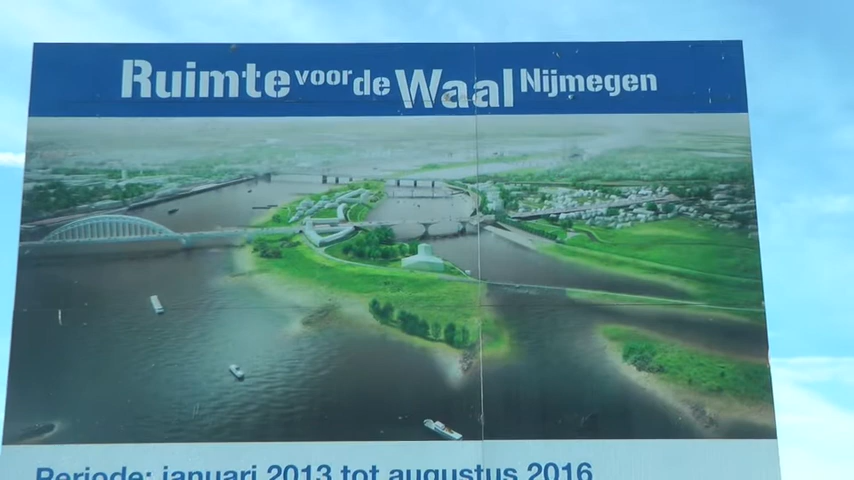 Ruimte voor de Waal Nijmegen
Periode: januari 2013 tot augustus 2016